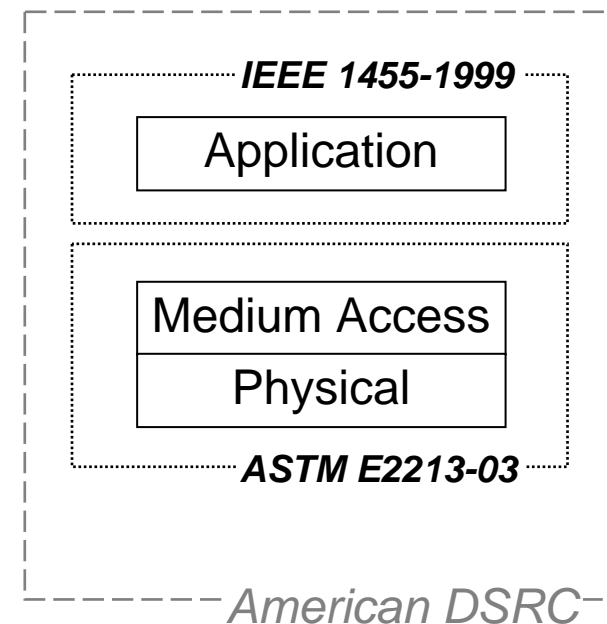 IEEE 1455-1999
Application
Medium Access
Physical
ASTM E2213-03
American DSRC